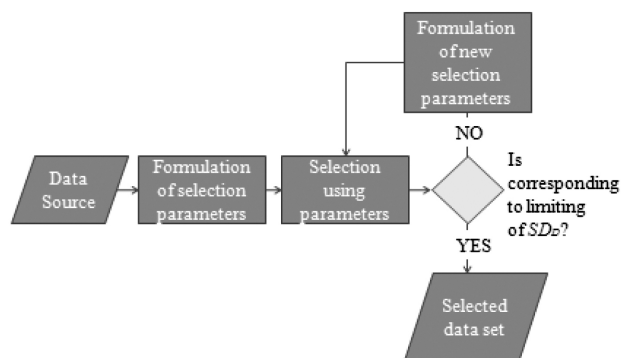 Formulation
of new
selection
parameters
NO
Data
Source
Formulation
of selection
parameters
Selection
using
parameters
Is
corresponding
to limiting
of SDD?
YES
Selected
data set